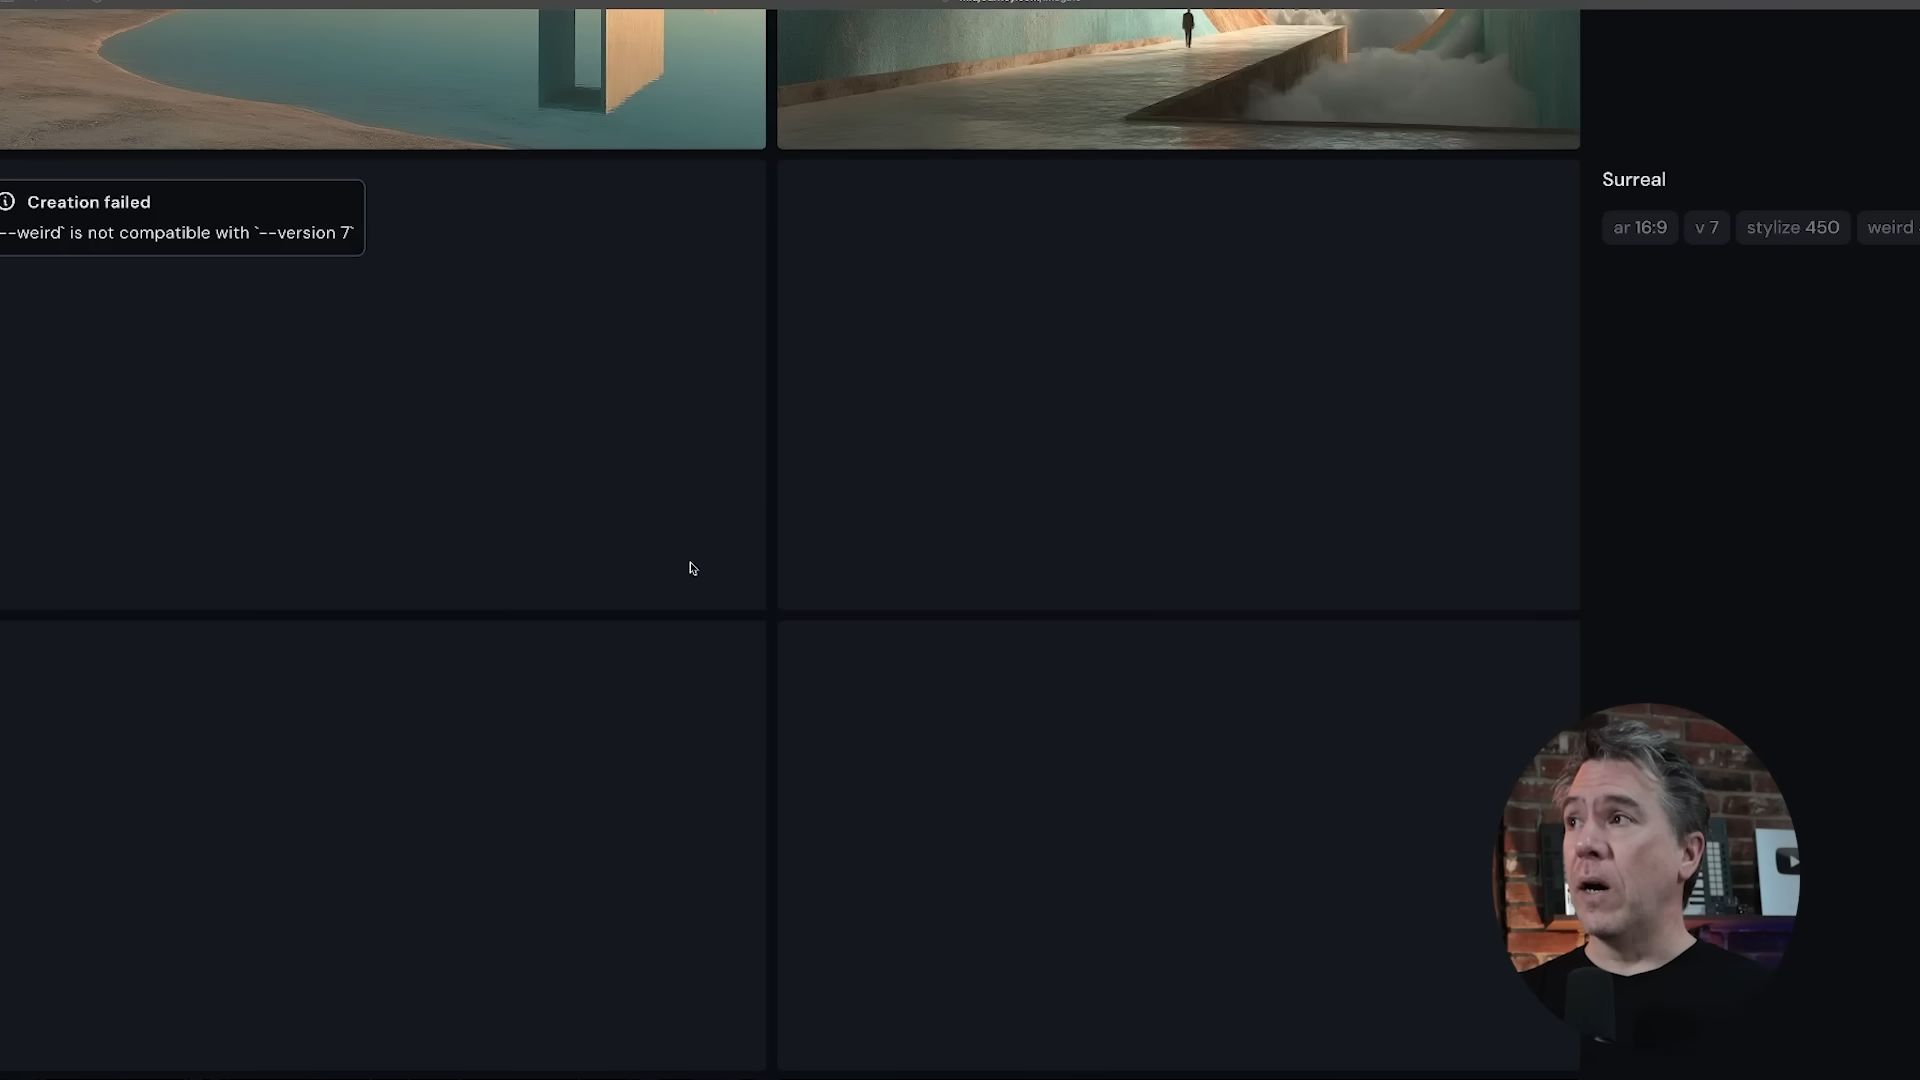 Creation failed
--weird` is not compatible with `--version 7`
Surreal
ar 16:9 v 7 stylize 450 weird